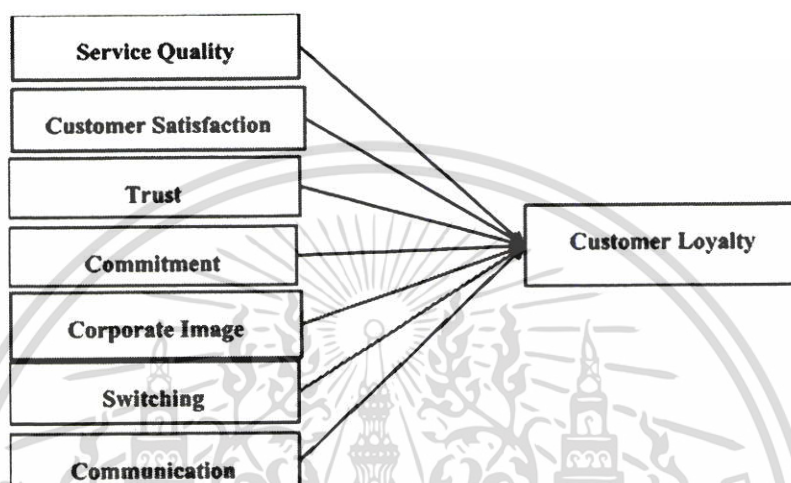 Service Quality
Customer Satisfaction
Trust
Commitment
Corporate Image
Switching
Communication
Customer Loyalty